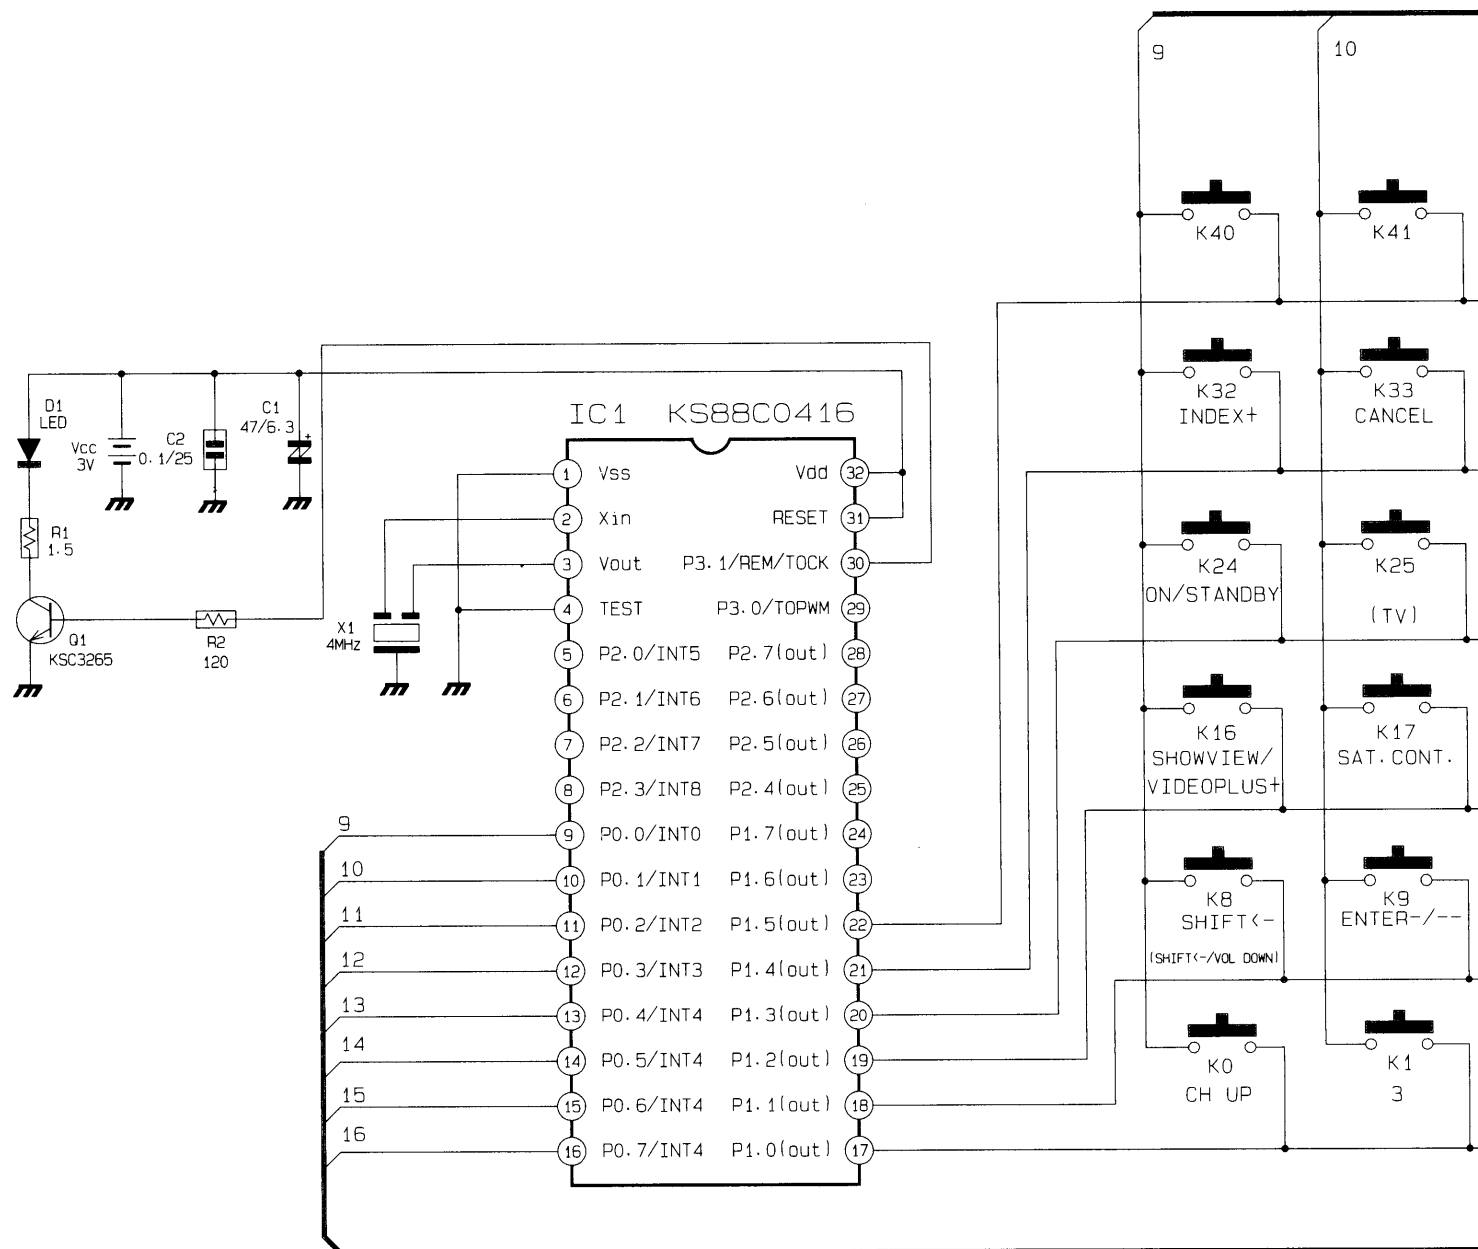 9
10
K40
K41
K32
INDEX+
K33
CANCEL
K24
ON/STANDBY
K25
(TV)
K16
SHOWVIEW/
VIDEOPLUS+
K17
SAT. CONT.
K8
SHIFT<-
(SHIFT<-/VOL DOWN)
K9
ENTER-/--
K0
CH UP
K1
3
D1
LED
Vcc
3V
C2
0.1/25
C1
47/6.3
+
R1
1.5
Q1
KSC3265
R2
120
X1
4MHz
IC1 KS88C0416
1 Vss
Vdd 32
2 Xin
RESET 31
3 Vout
P3.1/REM/TOCK 30
4 TEST
P3.0/TOPWM 29
5 P2.0/INT5
P2.7(out) 28
6 P2.1/INT6
P2.6(out) 27
7 P2.2/INT7
P2.5(out) 26
8 P2.3/INT8
P2.4(out) 25
9
9 P0.0/INT0
P1.7(out) 24
10
10 P0.1/INT1
P1.6(out) 23
11
11 P0.2/INT2
P1.5(out) 22
12
12 P0.3/INT3
P1.4(out) 21
13
13 P0.4/INT4
P1.3(out) 20
14
14 P0.5/INT4
P1.2(out) 19
15
15 P0.6/INT4
P1.1(out) 18
16
16 P0.7/INT4
P1.0(out) 17